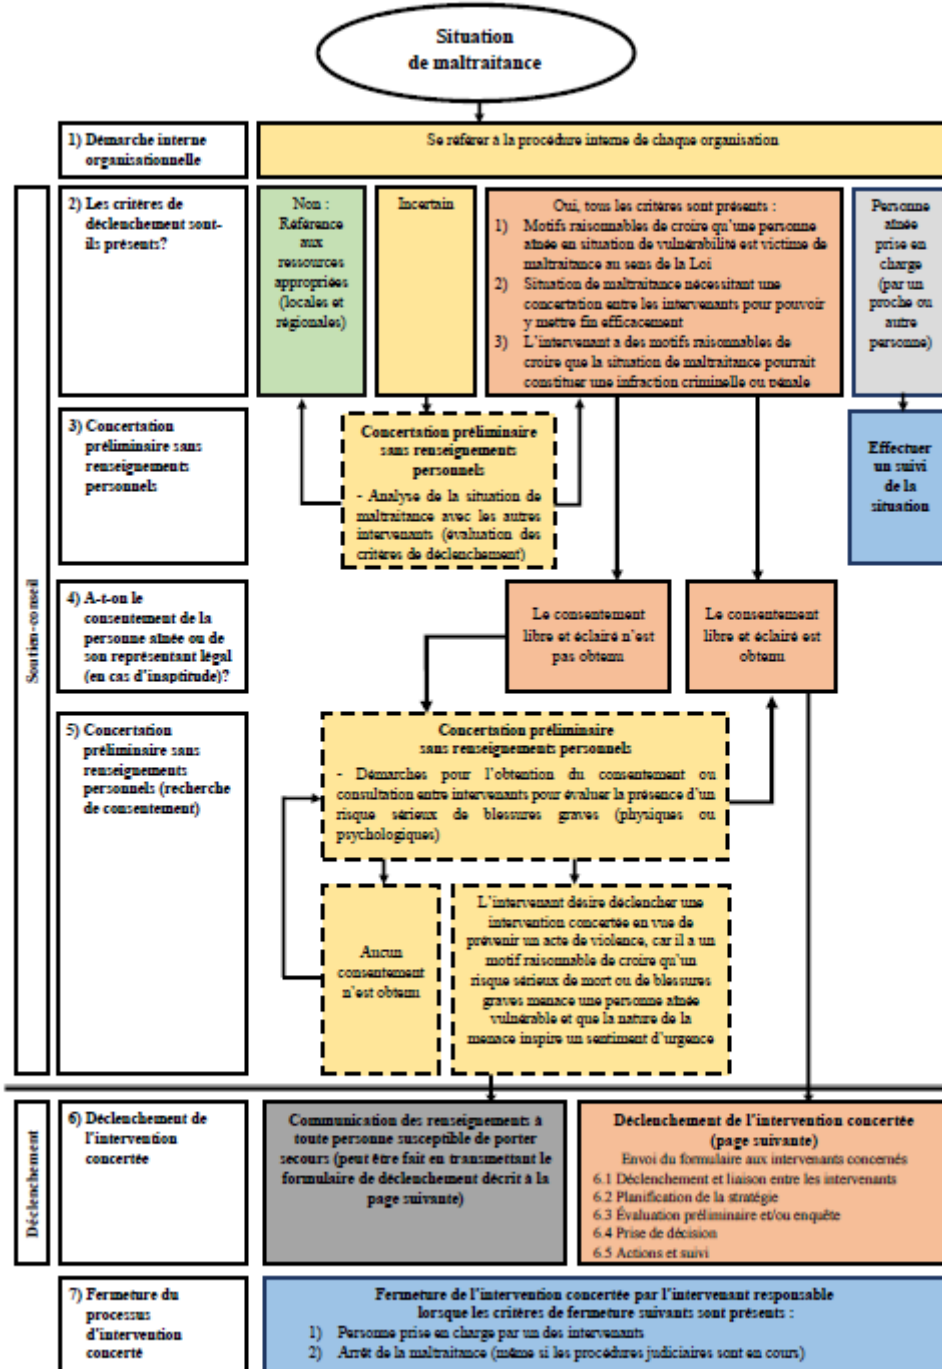 Situation
de maltraitance
1) Démarche interne
organisationnelle
Se référer à la procédure interne de chaque organisation
Soutien-conseil
2) Les critères de
déclenchement sont-
ils présents?
Non :
Référence
aux
ressources
appropriées
(locales et
régionales)
Incertain
Oui, tous les critères sont présents :
1) Motifs raisonnables de croire qu'une personne
aînée en situation de vulnérabilité est victime de
maltraitance au sens de la Loi
2) Situation de maltraitance nécessitant une
concertation entre les intervenants pour pouvoir
y mettre fin efficacement
3) L'intervenant a des motifs raisonnables de
croire que la situation de maltraitance pourrait
constituer une infraction criminelle ou pénale
Personne
aînée
prise en
charge
(par un
proche ou
autre
personne)
3) Concertation
préliminaire sans
renseignements
personnels
Concertation préliminaire
sans renseignements
personnels
- Analyse de la situation de
maltraitance avec les autres
intervenants (évaluation des
critères de déclenchement)
Effectuer
un suivi
de la
situation
4) A-t-on le
consentement de la
personne aînée ou de
son représentant légal
(en cas d'inaptitude)?
Le consentement
libre et éclairé n'est
pas obtenu
Le consentement
libre et éclairé est
obtenu
5) Concertation
préliminaire sans
renseignements
personnels (recherche
de consentement)
Concertation préliminaire
sans renseignements personnels
- Démarches pour l'obtention du consentement ou
consultation entre intervenants pour évaluer la présence d'un
risque sérieux de blessures graves (physiques ou
psychologiques)
Aucun
consentement
n'est obtenu
L'intervenant désire déclencher une
intervention concertée en vue de
prévenir un acte de violence, car il a un
motif raisonnable de croire qu'un
risque sérieux de mort ou de blessures
graves menace une personne aînée
vulnérable et que la nature de la
menace inspire un sentiment d'urgence
Déclenchement
6) Déclenchement de
l'intervention
concertée
Communication des renseignements à
toute personne susceptible de porter
secours (peut être fait en transmettant le
formulaire de déclenchement décrit à la
page suivante)
Déclenchement de l'intervention concertée
(page suivante)
Envoi du formulaire aux intervenants concernés
6.1 Déclenchement et liaison entre les intervenants
6.2 Planification de la stratégie
6.3 Évaluation préliminaire et/ou enquête
6.4 Prise de décision
6.5 Actions et suivi
7) Fermeture du
processus
d'intervention
concerté
Fermeture de l'intervention concertée par l'intervenant responsable
lorsque les critères de fermeture suivants sont présents :
1) Personne prise en charge par un des intervenants
2) Arrêt de la maltraitance (même si les procédures judiciaires sont en cours)